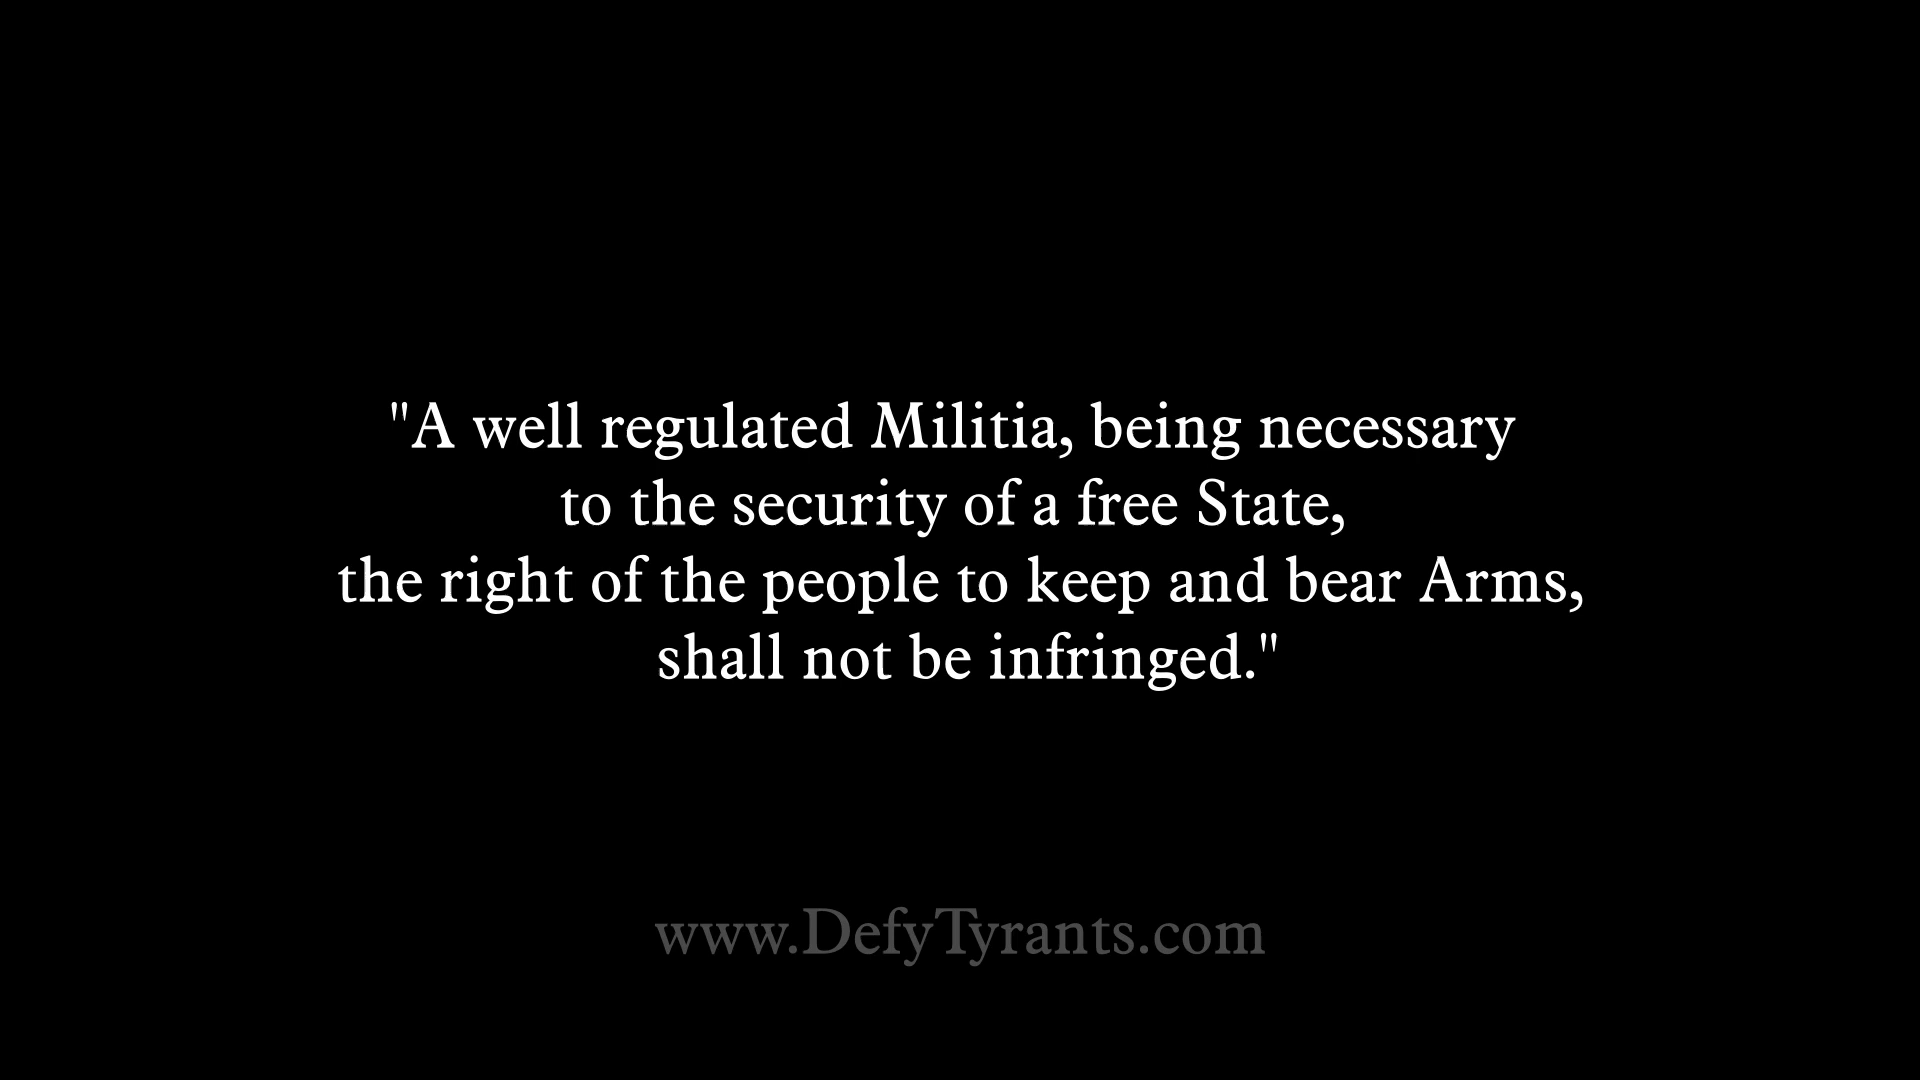 "A well regulated Militia, being necessary
to the security of a free State,
the right of the people to keep and bear Arms,
shall not be infringed."
www.DefyTyrants.com